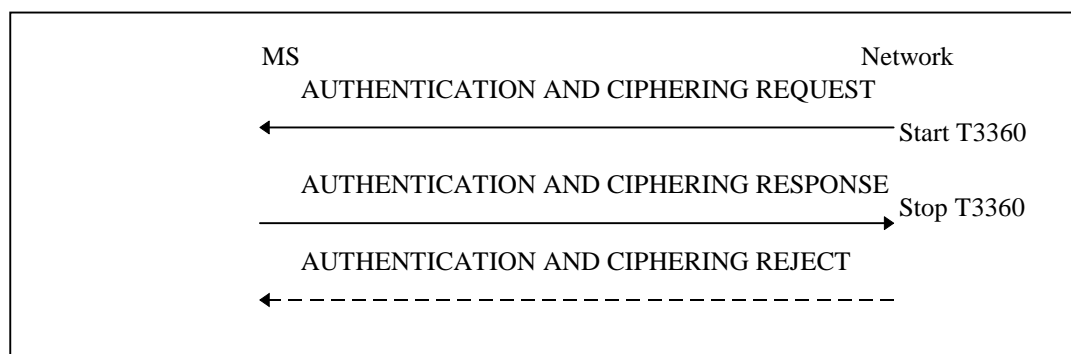 MS Network
AUTHENTICATION AND CIPHERING REQUEST
Start T3360
AUTHENTICATION AND CIPHERING RESPONSE
Stop T3360
AUTHENTICATION AND CIPHERING REJECT